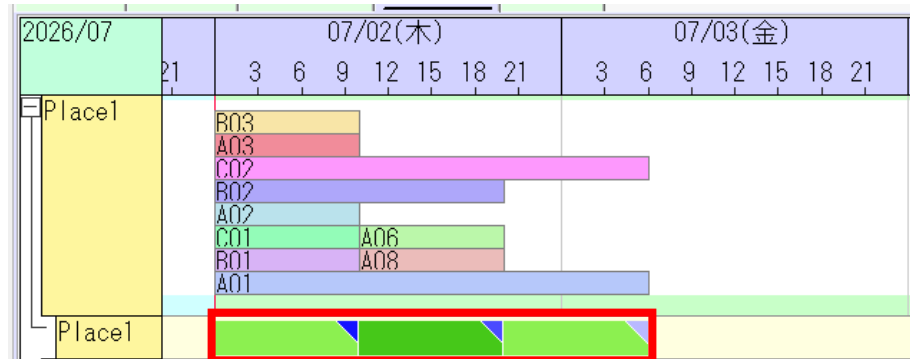 2026/07
07/02(木)
07/03(金)
21 3 6 9 12 15 18 21 3 6 9 12 15 18 21
Place1
B03
A03
C02
B02
A02
C01 A06
B01 A08
A01
Place1